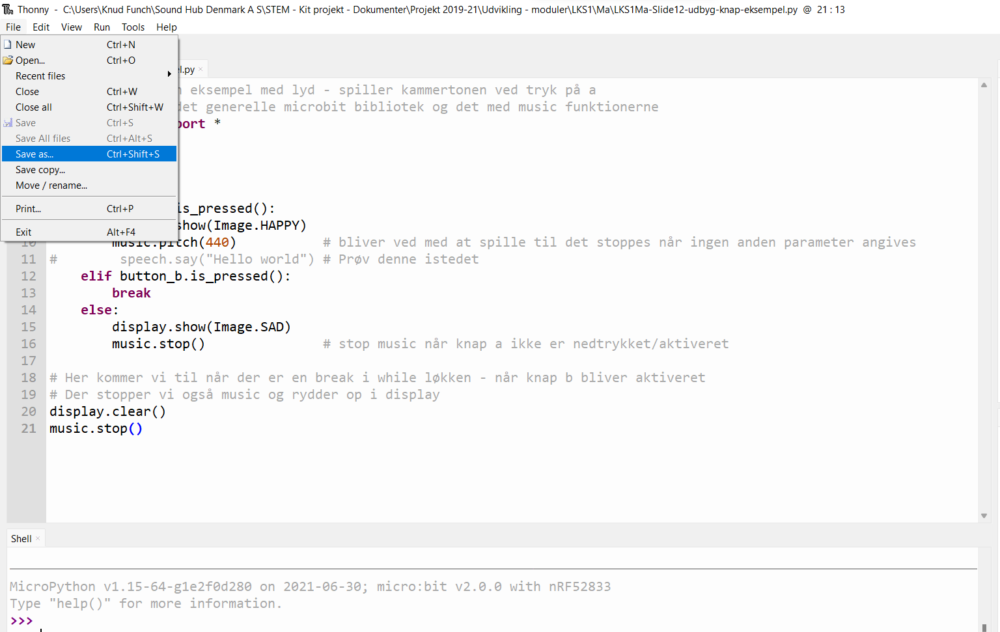 Thonny - C:\Users\Knud Funch\Sound Hub Denmark A S\STEM - Kit projekt - Dokumenter\Projekt 2019-21\Udvikling - moduler\LKS1\Ma\LKS1Ma-Slide12-udbyg-knap-eksempel.py @ 21 : 13
File Edit View Run Tools Help
New Ctrl+N
Open... Ctrl+O
Recent files
Close Ctrl+W
Close all Ctrl+Shift+W
Save Ctrl+S
Save All files Ctrl+Alt+S
Save as... Ctrl+Shift+S
Save copy...
Move / rename...
Print... Ctrl+P
Exit Alt+F4
.py ×
eksempel med lyd - spiller kammertonen ved tryk på a
det generelle microbit bibliotek og det med music funktionerne
port *
is_pressed():
show(Image.HAPPY)
10 music.pitch(440) # bliver ved med at spille til det stoppes når ingen anden parameter angives
11 # speech.say("Hello world") # Prøv denne istedet
12 elif button_b.is_pressed():
13 break
14 else:
15 display.show(Image.SAD)
16 music.stop() # stop music når knap a ikke er nedtrykket/aktiveret
17
18 # Her kommer vi til når der er en break i while løkken - når knap b bliver aktiveret
19 # Der stopper vi også music og rydder op i display
20 display.clear()
21 music.stop()
Shell ×
MicroPython v1.15-64-g1e2f0d280 on 2021-06-30; micro:bit v2.0.0 with nRF52833
Type "help()" for more information.
>>>